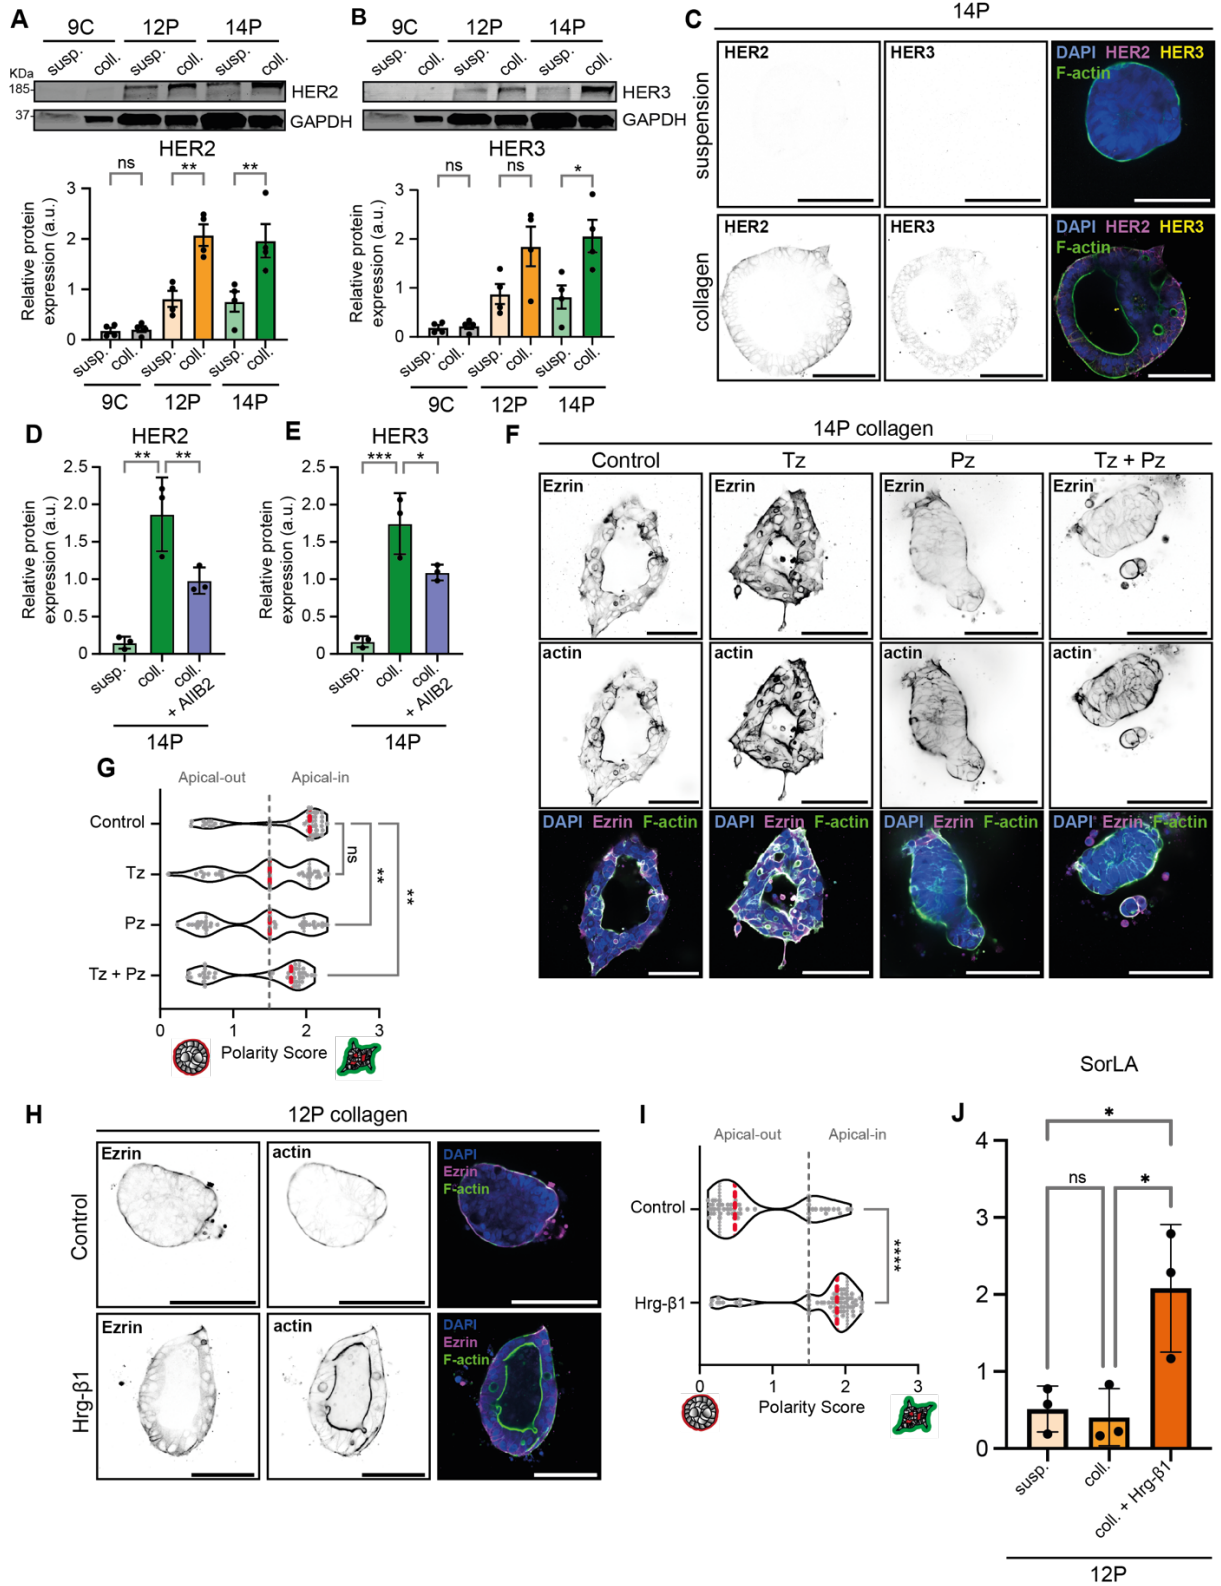 A
9C 12P 14P
susp. coll. susp. coll. susp. coll.
KDa
185-
37-
HER2
GAPDH
HER2
ns ** **
Relative protein
expression (a.u.)
3
2
1
0
susp. coll. susp. coll. susp. coll.
9C 12P 14P
B
9C 12P 14P
susp. coll. susp. coll. susp. coll.
HER3
GAPDH
HER3
ns ns *
Relative protein
expression (a.u.)
3
2
1
0
susp. coll. susp. coll. susp. coll.
9C 12P 14P
C
14P
suspension
HER2
HER3
DAPI HER2 HER3
F-actin
collagen
HER2
HER3
DAPI HER2 HER3
F-actin
D
HER2
** **
Relative protein
expression (a.u.)
2.5
2.0
1.5
1.0
0.5
0
susp. coll. coll.
+ AIIB2
14P
E
HER3
*** *
Relative protein
expression (a.u.)
2.5
2.0
1.5
1.0
0.5
0
susp. coll. coll.
+ AIIB2
14P
F
14P collagen
Control Tz Pz Tz + Pz
Ezrin Ezrin Ezrin Ezrin
actin actin actin actin
DAPI Ezrin F-actin DAPI Ezrin F-actin DAPI Ezrin F-actin DAPI Ezrin F-actin
G
Apical-out Apical-in
Control
Tz
Pz
Tz + Pz
ns
**
**
0 1 2 3
Polarity Score
H
12P collagen
Control
Ezrin
actin
DAPI
Ezrin
F-actin
Hrg-β1
Ezrin
actin
DAPI
Ezrin
F-actin
I
Apical-out Apical-in
Control
Hrg-β1
****
0 1 2 3
Polarity Score
SorLA
J
*
ns *
4
3
2
1
0
susp.
coll.
coll. + Hrg-β1
12P